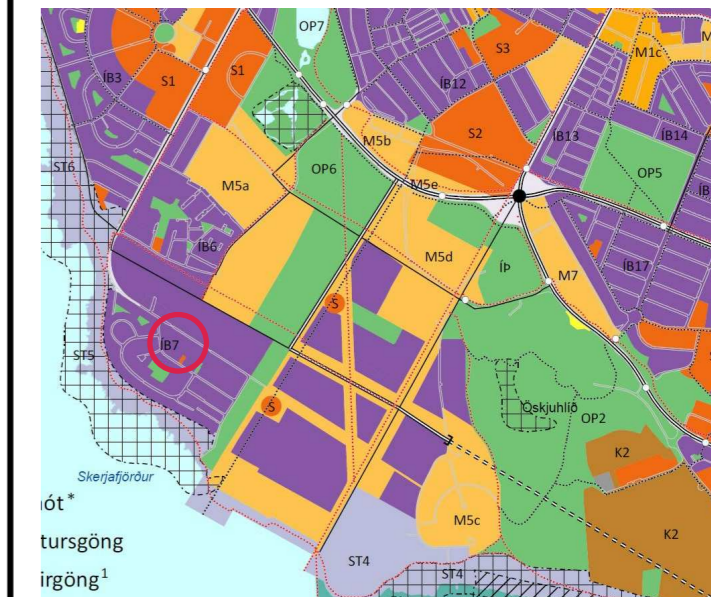 OP7
S3
M1c
ÍB3
S1
S1
ÍB12
S2
ÍB13
ÍB14
M5b
OP6
M5e
OP5
ST6
M5a
ÍB6
M5d
ÍÞ
M7
ÍB17
S
ÍB7
ST5
S
Öskjuhlíð
OP2
K2
Skerjafjörður
M5c
K2
ST4
ST4
ót *
tursgöng
irgöng¹